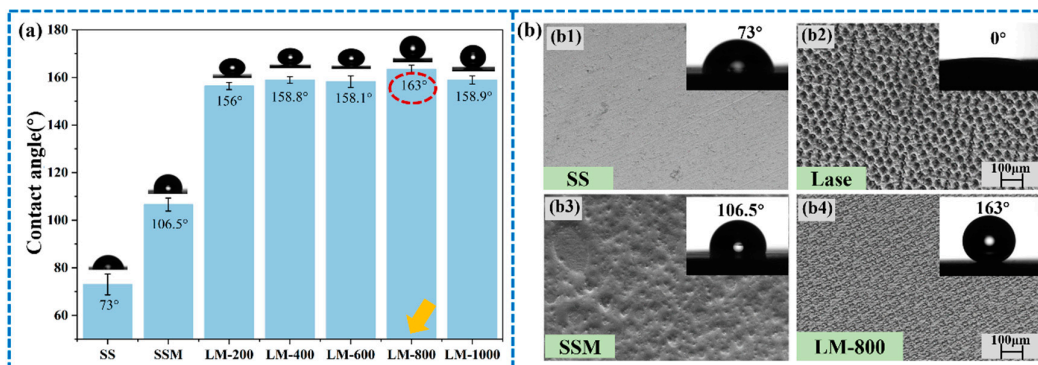 (a)
Contact angle(°)
180
160
140
120
100
80
60
73°
106.5°
156°
158.8°
158.1°
163°
158.9°
SS
SSM
LM-200
LM-400
LM-600
LM-800
LM-1000
(b)
(b1)
73°
SS
(b2)
0°
Lase
100μm
(b3)
106.5°
SSM
(b4)
163°
LM-800
100μm